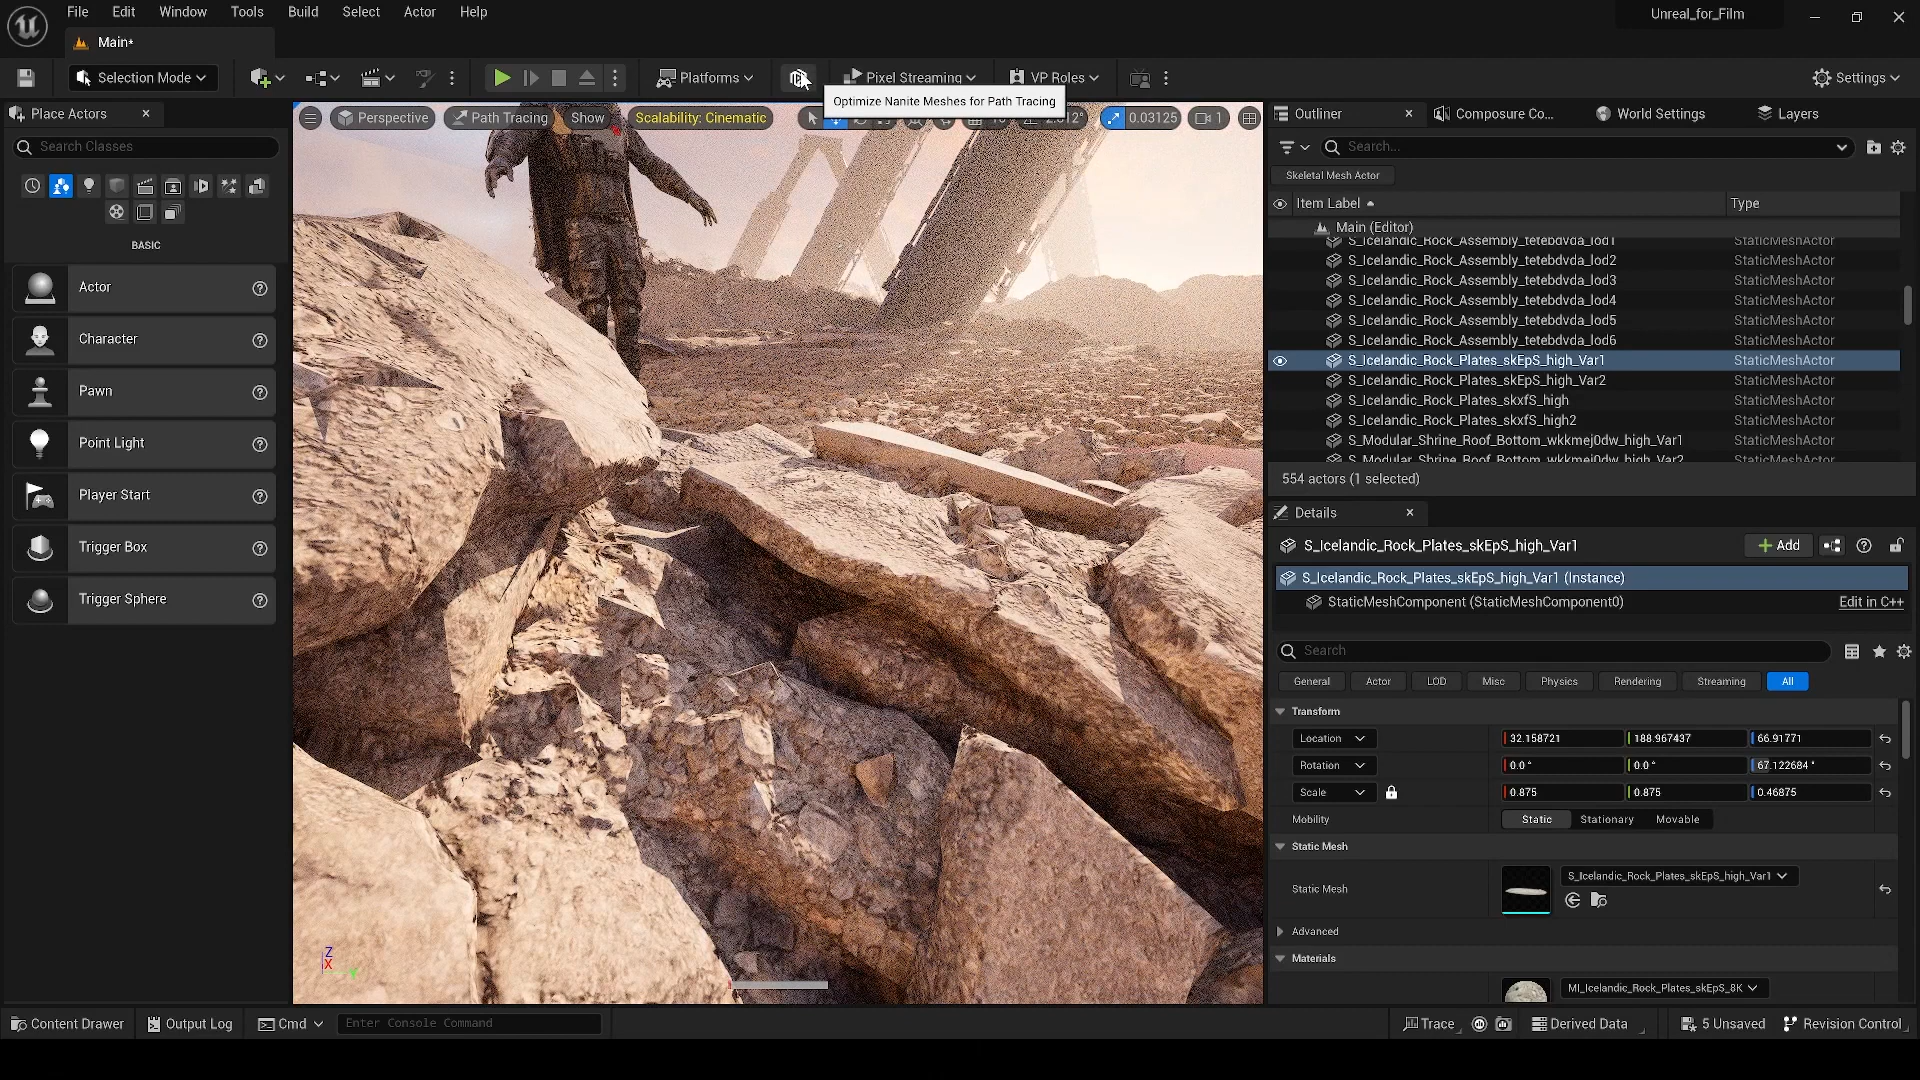 File Edit Window Tools Build Select Actor Help
Unreal_for_Film
Main*
Selection Mode
Platforms
Pixel Streaming
VP Roles
Settings
Optimize Nanite Meshes for Path Tracing
Place Actors
Search Classes
BASIC
Actor
Character
Pawn
Point Light
Player Start
Trigger Box
Trigger Sphere
Perspective
Path Tracing
Show
Scalability: Cinematic
0.03125
1
Z
X
Y
Outliner
Composure Co...
World Settings
Layers
Search...
Skeletal Mesh Actor
Item Label Type
Main (Editor)
S_Icelandic_Rock_Assembly_tetebdvda_lod1 StaticMeshActor
S_Icelandic_Rock_Assembly_tetebdvda_lod2 StaticMeshActor
S_Icelandic_Rock_Assembly_tetebdvda_lod3 StaticMeshActor
S_Icelandic_Rock_Assembly_tetebdvda_lod4 StaticMeshActor
S_Icelandic_Rock_Assembly_tetebdvda_lod5 StaticMeshActor
S_Icelandic_Rock_Assembly_tetebdvda_lod6 StaticMeshActor
S_Icelandic_Rock_Plates_skEpS_high_Var1 StaticMeshActor
S_Icelandic_Rock_Plates_skEpS_high_Var2 StaticMeshActor
S_Icelandic_Rock_Plates_skxfS_high StaticMeshActor
S_Icelandic_Rock_Plates_skxfS_high2 StaticMeshActor
S_Modular_Shrine_Roof_Bottom_wkkmej0dw_high_Var1 StaticMeshActor
S_Modular_Shrine_Roof_Bottom_wkkmej0dw_high_Var2 StaticMeshActor
554 actors (1 selected)
Details
S_Icelandic_Rock_Plates_skEpS_high_Var1
Add
S_Icelandic_Rock_Plates_skEpS_high_Var1 (Instance)
StaticMeshComponent (StaticMeshComponent0) Edit in C++
Search
General Actor LOD Misc Physics Rendering Streaming All
Transform
Location 32.158721 188.967437 66.91771
Rotation 0.0 ° 0.0 ° 67.122684 °
Scale 0.875 0.875 0.46875
Mobility Static Stationary Movable
Static Mesh
Static Mesh S_Icelandic_Rock_Plates_skEpS_high_Var1
Advanced
Materials
MI_Icelandic_Rock_Plates_skEpS_8K
Content Drawer
Output Log
Cmd
Enter Console Command
Trace
Derived Data
5 Unsaved
Revision Control